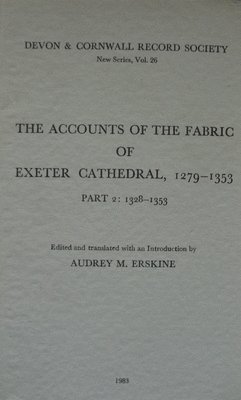 DEVON & CORNWALL RECORD SOCIETY
New Series, Vol. 26
THE ACCOUNTS OF THE FABRIC
OF
EXETER CATHEDRAL, 1279–1353
PART 2: 1328–1353
Edited and translated with an Introduction by
AUDREY M. ERSKINE
1983